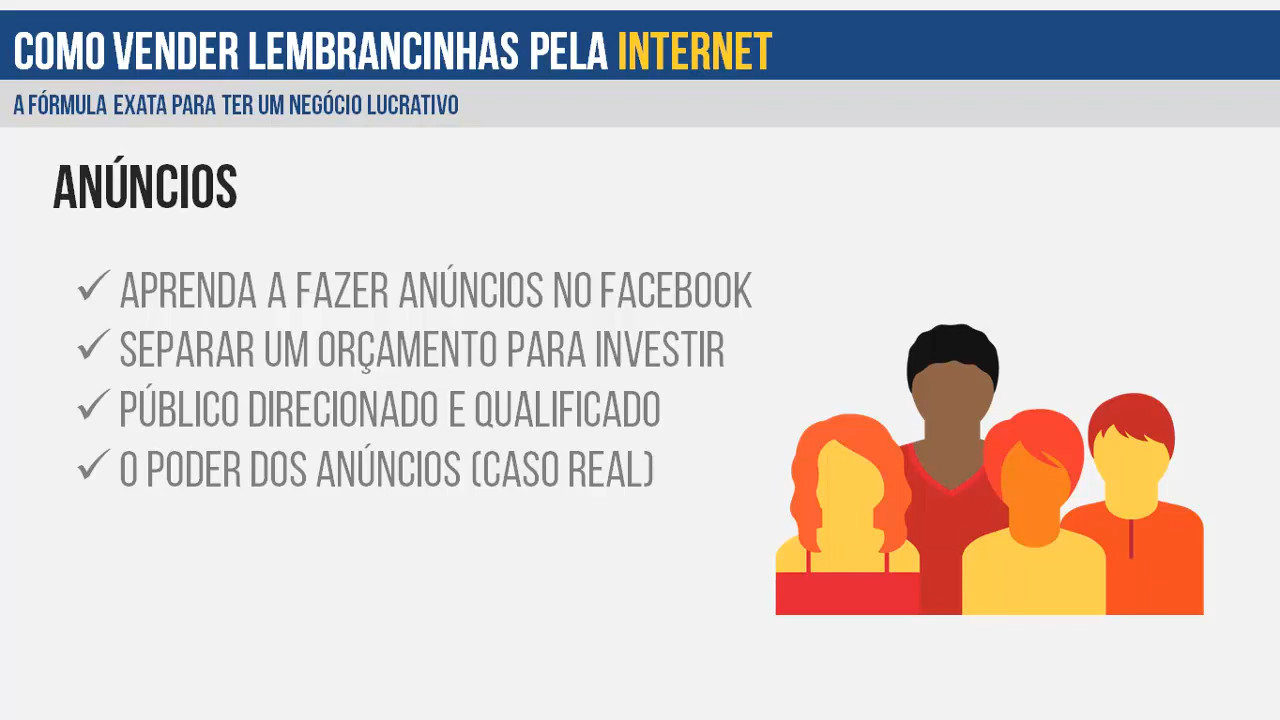 COMO VENDER LEMBRANCINHAS PELA INTERNET
A FÓRMULA EXATA PARA TER UM NEGÓCIO LUCRATIVO
ANÚNCIOS
✓ APRENDA A FAZER ANÚNCIOS NO FACEBOOK
✓ SEPARAR UM ORÇAMENTO PARA INVESTIR
✓ PÚBLICO DIRECIONADO E QUALIFICADO
✓ O PODER DOS ANÚNCIOS (CASO REAL)